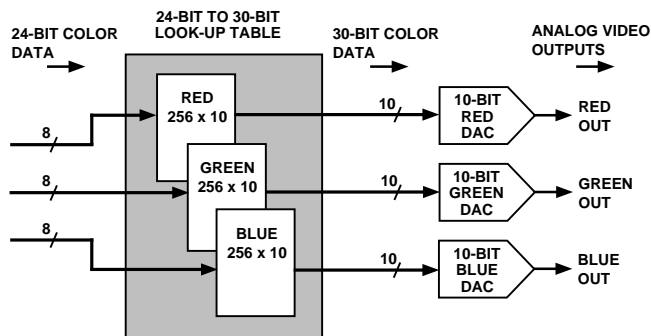 24-BIT COLOR
DATA
24-BIT TO 30-BIT
LOOK-UP TABLE
30-BIT COLOR
DATA
ANALOG VIDEO
OUTPUTS
8
RED
256 x 10
10
10-BIT
RED
DAC
RED
OUT
8
GREEN
256 x 10
10
10-BIT
GREEN
DAC
GREEN
OUT
8
BLUE
256 x 10
10
10-BIT
BLUE
DAC
BLUE
OUT